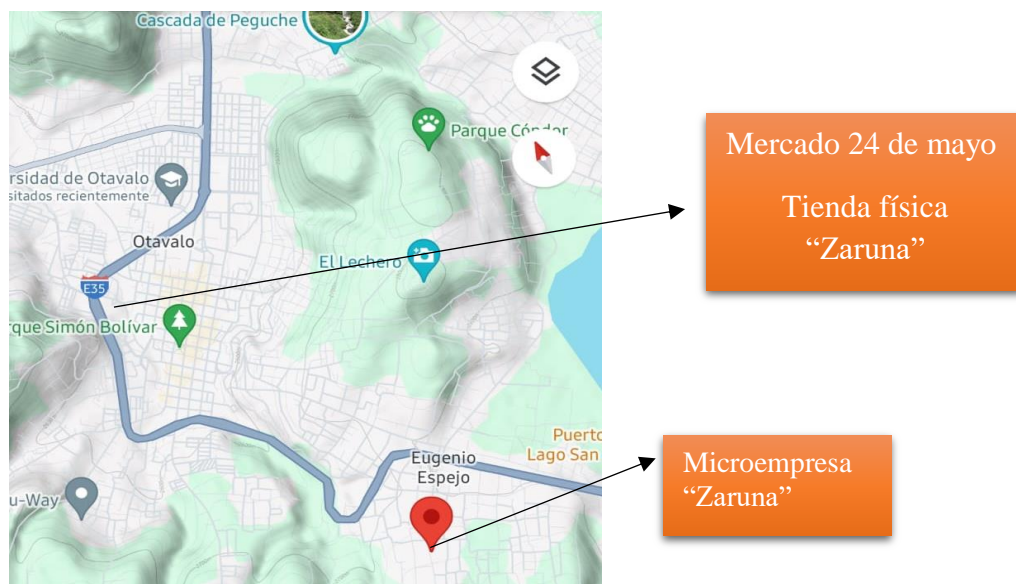 Cascada de Peguche
Parque Cóndor
rsidad de Otavalo
sitados recientemente
Otavalo
El Lechero
E35
rque Simón Bolívar
Puerto
Lago San
Eugenio
Espejo
u-Way
Mercado 24 de mayo
Tienda física
“Zaruna”
Microempresa
“Zaruna”